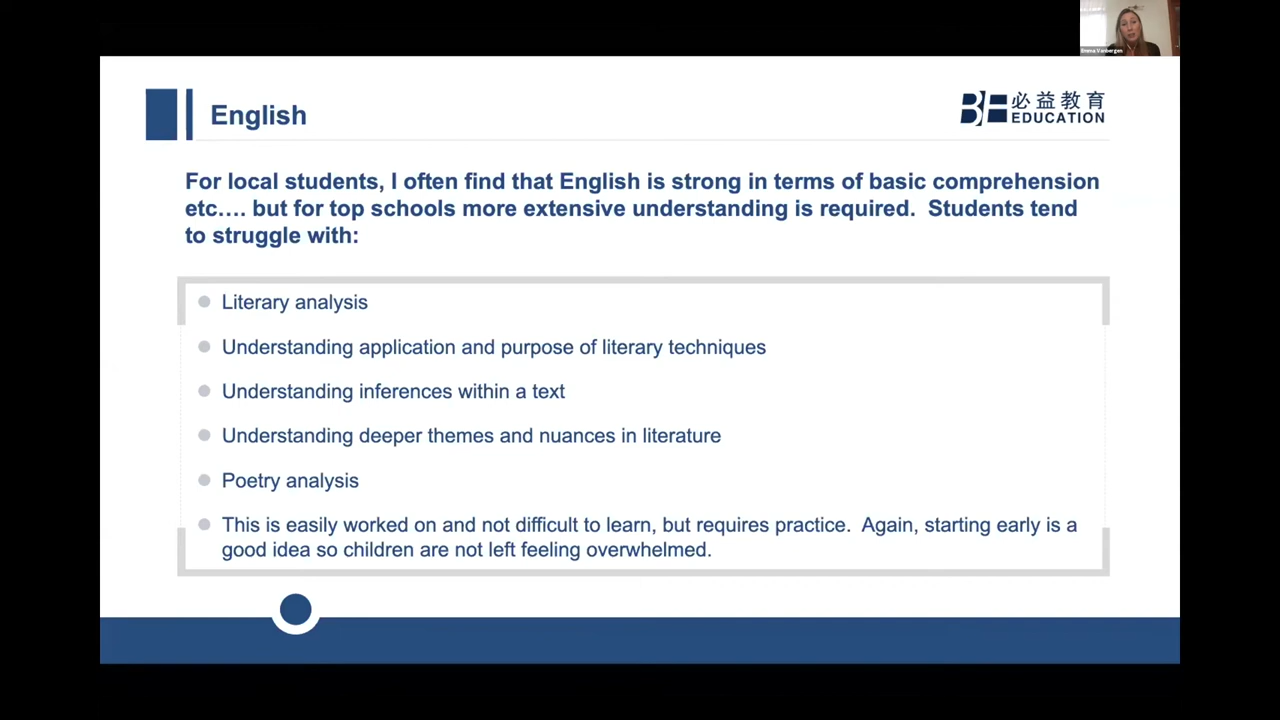 Emma Vanbergen
English
BE 必益教育
EDUCATION
For local students, I often find that English is strong in terms of basic comprehension
etc.... but for top schools more extensive understanding is required.  Students tend
to struggle with:
Literary analysis
Understanding application and purpose of literary techniques
Understanding inferences within a text
Understanding deeper themes and nuances in literature
Poetry analysis
This is easily worked on and not difficult to learn, but requires practice.  Again, starting early is a
good idea so children are not left feeling overwhelmed.